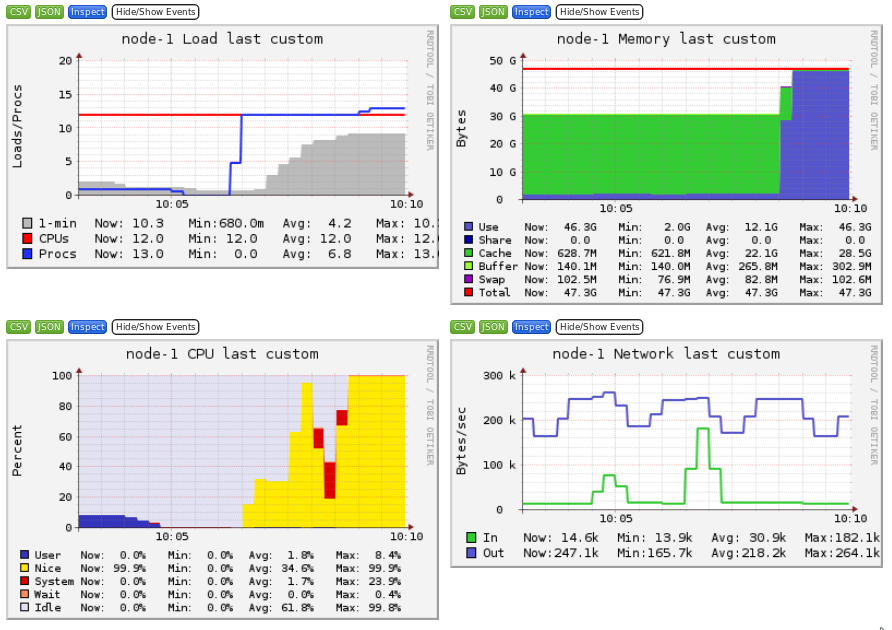 CSV JSON Inspect Hide/Show Events
node-1 Load last custom
RRDTOOL / TOBI OETIKER
Loads/Procs
20
15
10
5
0
10:05 10:10
1-min Now: 10.3 Min:680.0m Avg: 4.2 Max: 10.
CPUs Now: 12.0 Min: 12.0 Avg: 12.0 Max: 12.
Procs Now: 13.0 Min: 0.0 Avg: 6.8 Max: 13.
CSV JSON Inspect Hide/Show Events
node-1 Memory last custom
RRDTOOL / TOBI OETIKER
Bytes
50 G
40 G
30 G
20 G
10 G
0
10:05 10:10
Use Now: 46.3G Min: 2.0G Avg: 12.1G Max: 46.3G
Share Now: 0.0 Min: 0.0 Avg: 0.0 Max: 0.0
Cache Now: 628.7M Min: 621.8M Avg: 22.1G Max: 28.5G
Buffer Now: 140.1M Min: 140.0M Avg: 265.8M Max: 302.9M
Swap Now: 102.5M Min: 76.9M Avg: 82.8M Max: 102.6M
Total Now: 47.3G Min: 47.3G Avg: 47.3G Max: 47.3G
CSV JSON Inspect Hide/Show Events
node-1 CPU last custom
RRDTOOL / TOBI OETIKER
Percent
100
80
60
40
20
0
10:05 10:10
User Now: 0.0% Min: 0.0% Avg: 1.8% Max: 8.4%
Nice Now: 99.9% Min: 0.0% Avg: 34.6% Max: 99.9%
System Now: 0.0% Min: 0.0% Avg: 1.7% Max: 23.9%
Wait Now: 0.0% Min: 0.0% Avg: 0.0% Max: 0.4%
Idle Now: 0.0% Min: 0.0% Avg: 61.8% Max: 99.8%
CSV JSON Inspect Hide/Show Events
node-1 Network last custom
RRDTOOL / TOBI OETIKER
Bytes/sec
300 k
200 k
100 k
0
10:05 10:10
In Now: 14.6k Min: 13.9k Avg: 30.9k Max:182.1k
Out Now:247.1k Min:165.7k Avg:218.2k Max:264.1k